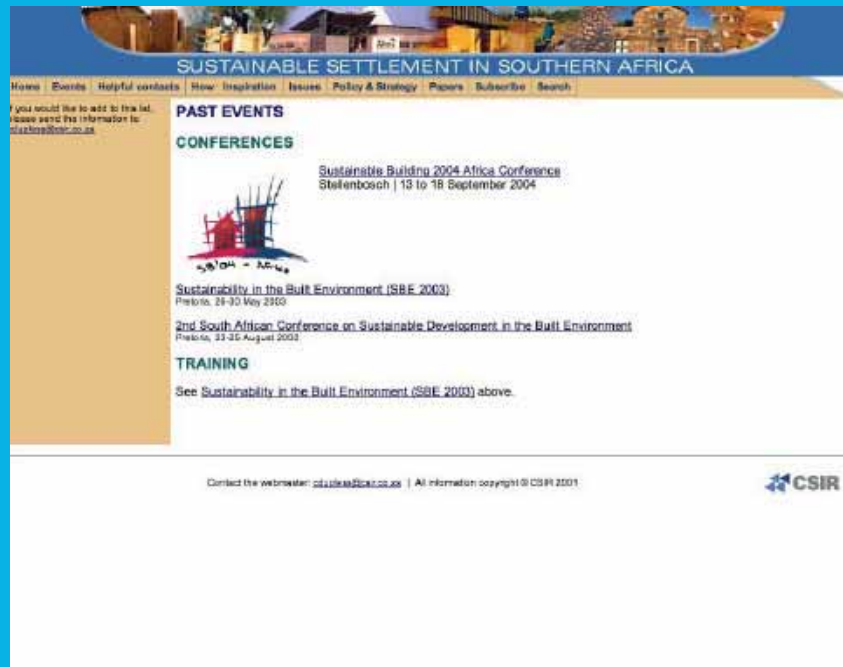 SUSTAINABLE SETTLEMENT IN SOUTHERN AFRICA
Home Events Helpful contacts How Inspiration Issues Policy & Strategy Papers Subscribe Search
f you would like to add to this list,
please send the information to
PAST EVENTS
CONFERENCES
Sustainable Building 2004 Africa Conference
Stellenbosch | 13 to 18 September 2004
SB'04 -
Sustainability in the Built Environment (SBE 2003)
Pretoria, 26-30 May 2003
2nd South African Conference on Sustainable Development in the Built Environment
Pretoria, 23-25 August 2003
TRAINING
See Sustainability in the Built Environment (SBE 2003) above.
Contact the webmaster: | All information copyright © CSIR 2001
CSIR